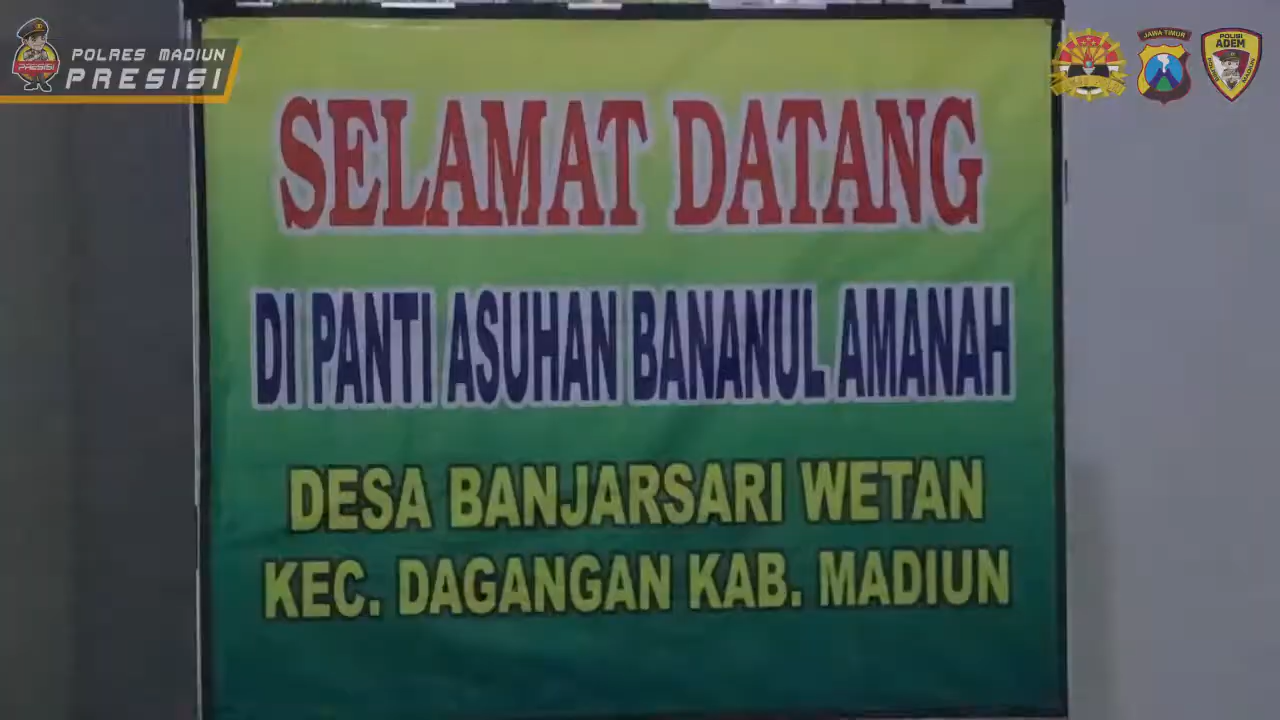 POLRES MADIUN
PRESISI
PRESISI
JAWA TIMUR
POLISI
ADEM
SELAMAT DATANG
DI PANTI ASUHAN BANANUL AMANAH
DESA BANJARSARI WETAN
KEC. DAGANGAN KAB. MADIUN